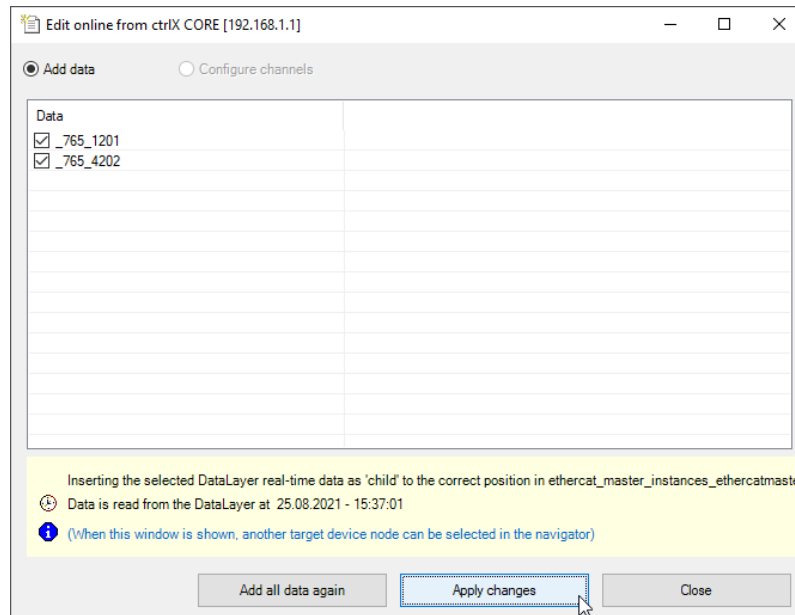 Edit online from ctrlX CORE [192.168.1.1]
Add data Configure channels
Data
_765_1201
_765_4202
Inserting the selected DataLayer real-time data as 'child' to the correct position in ethercat_master_instances_ethercatmaste
Data is read from the DataLayer at 25.08.2021 - 15:37:01
(When this window is shown, another target device node can be selected in the navigator)
Add all data again Apply changes Close